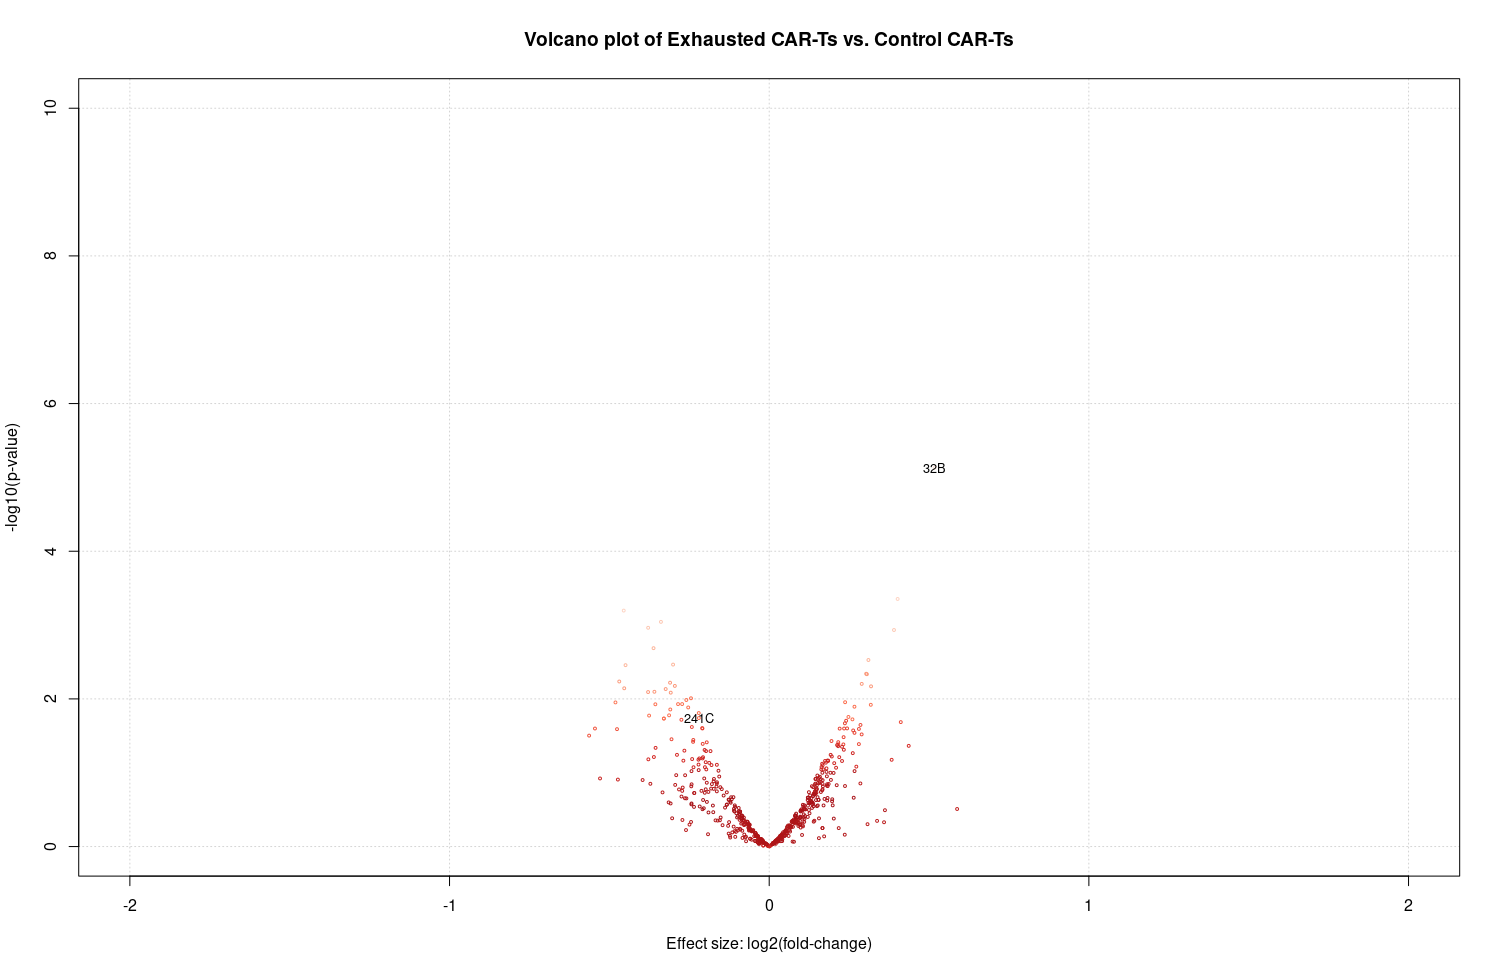 Volcano plot of Exhausted CAR-Ts vs. Control CAR-Ts
10
8
6
4
2
0
-log10(p-value)
32B
241C
-2 -1 0 1 2
Effect size: log2(fold-change)